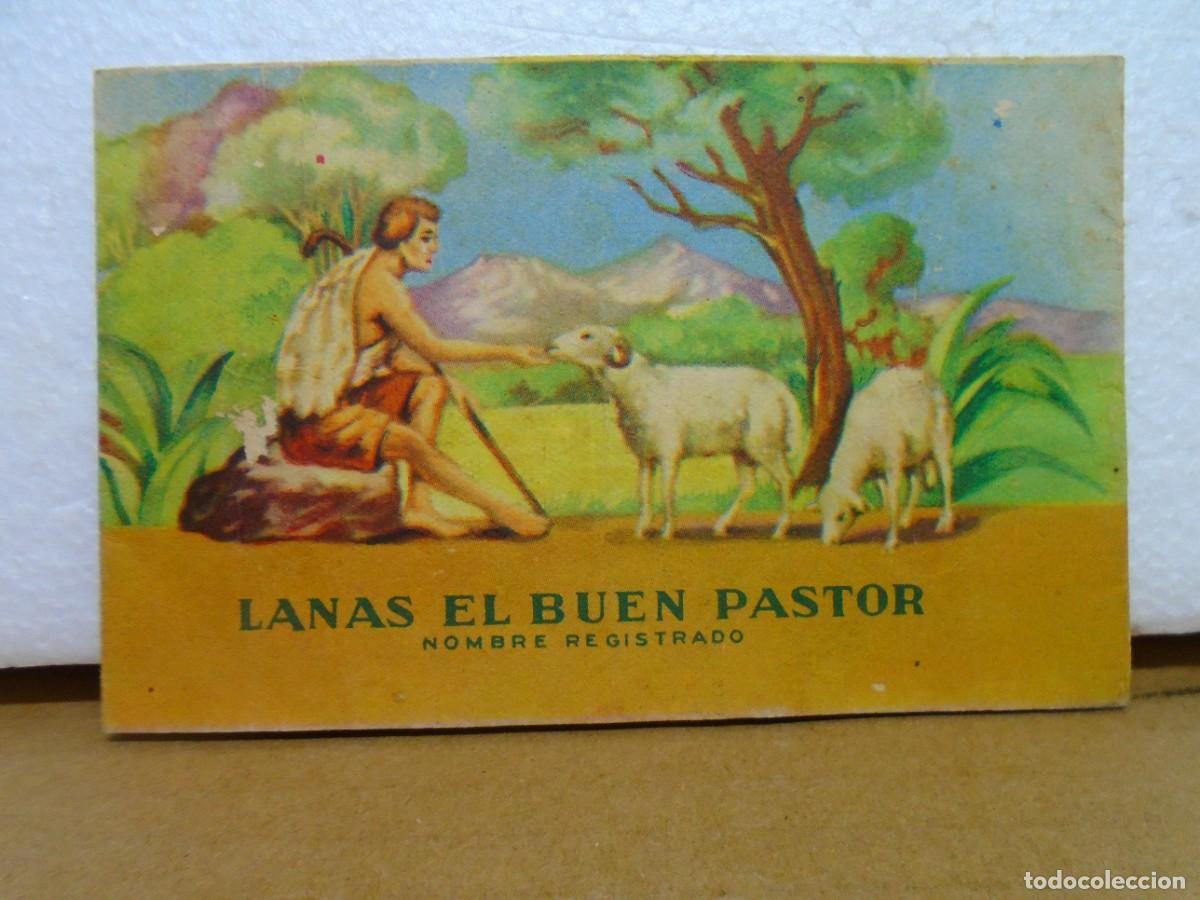 LANAS EL BUEN PASTOR
NOMBRE REGISTRADO
todocoleccion